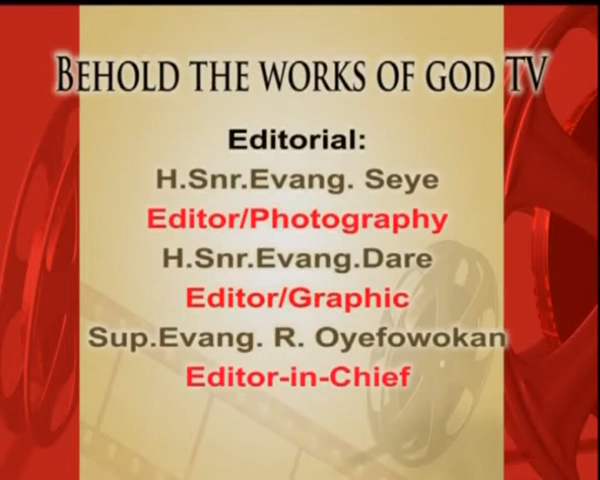 BEHOLD THE WORKS OF GOD TV
Editorial:
H.Snr.Evang. Seye
Editor/Photography
H.Snr.Evang.Dare
Editor/Graphic
Sup.Evang. R. Oyefowokan
Editor-in-Chief